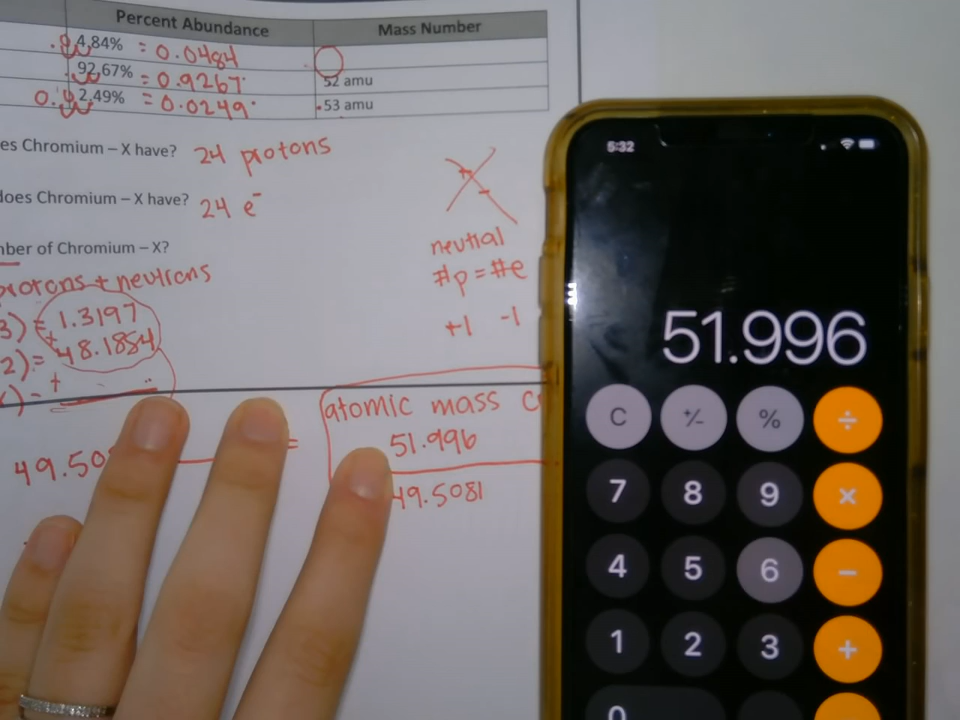 Percent Abundance Mass Number
4.84% = 0.0484
92.67% = 0.9267 52 amu
0. 2.49% = 0.0249 53 amu
es Chromium – X have? 24 protons
does Chromium – X have? 24 e⁻
nber of Chromium – X?
protons + neutrons
neutral
#p = #e
+1 -1
3) = 1.3197
+
2) = 48.1854
) = +
atomic mass C
49.50 = 51.996
49.5081
5:32
51.996
C +/- % ÷
7 8 9 ×
4 5 6 −
1 2 3 +
0